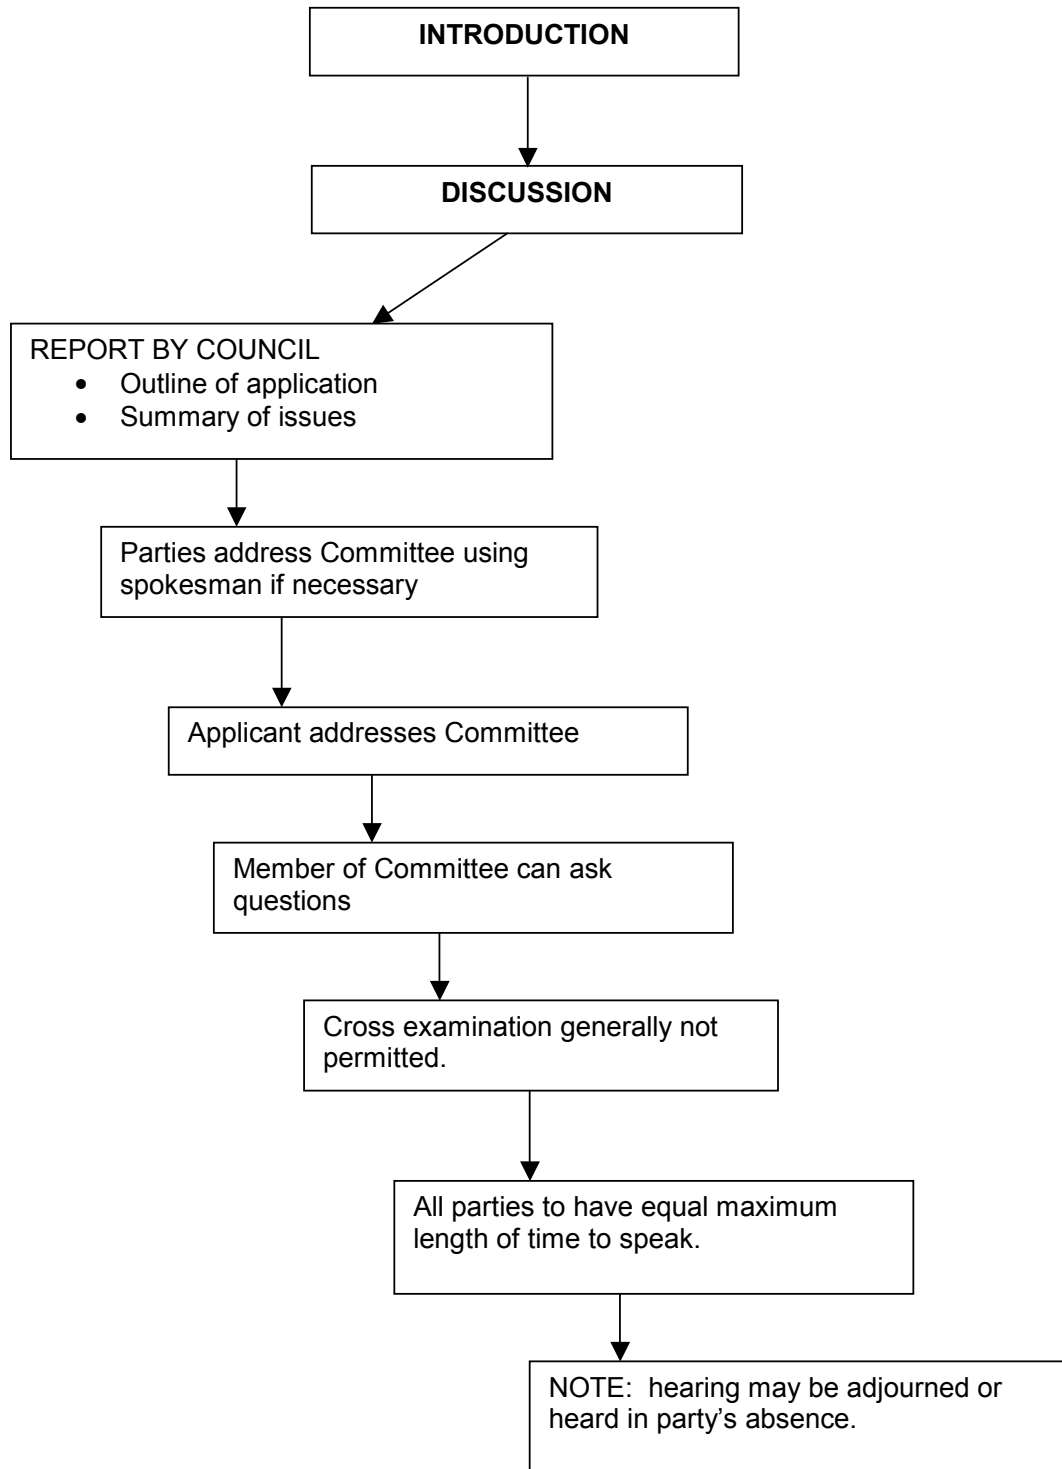 INTRODUCTION
DISCUSSION
REPORT BY COUNCIL
• Outline of application
• Summary of issues
Parties address Committee using
spokesman if necessary
Applicant addresses Committee
Member of Committee can ask
questions
Cross examination generally not
permitted.
All parties to have equal maximum
length of time to speak.
NOTE:  hearing may be adjourned or
heard in party’s absence.